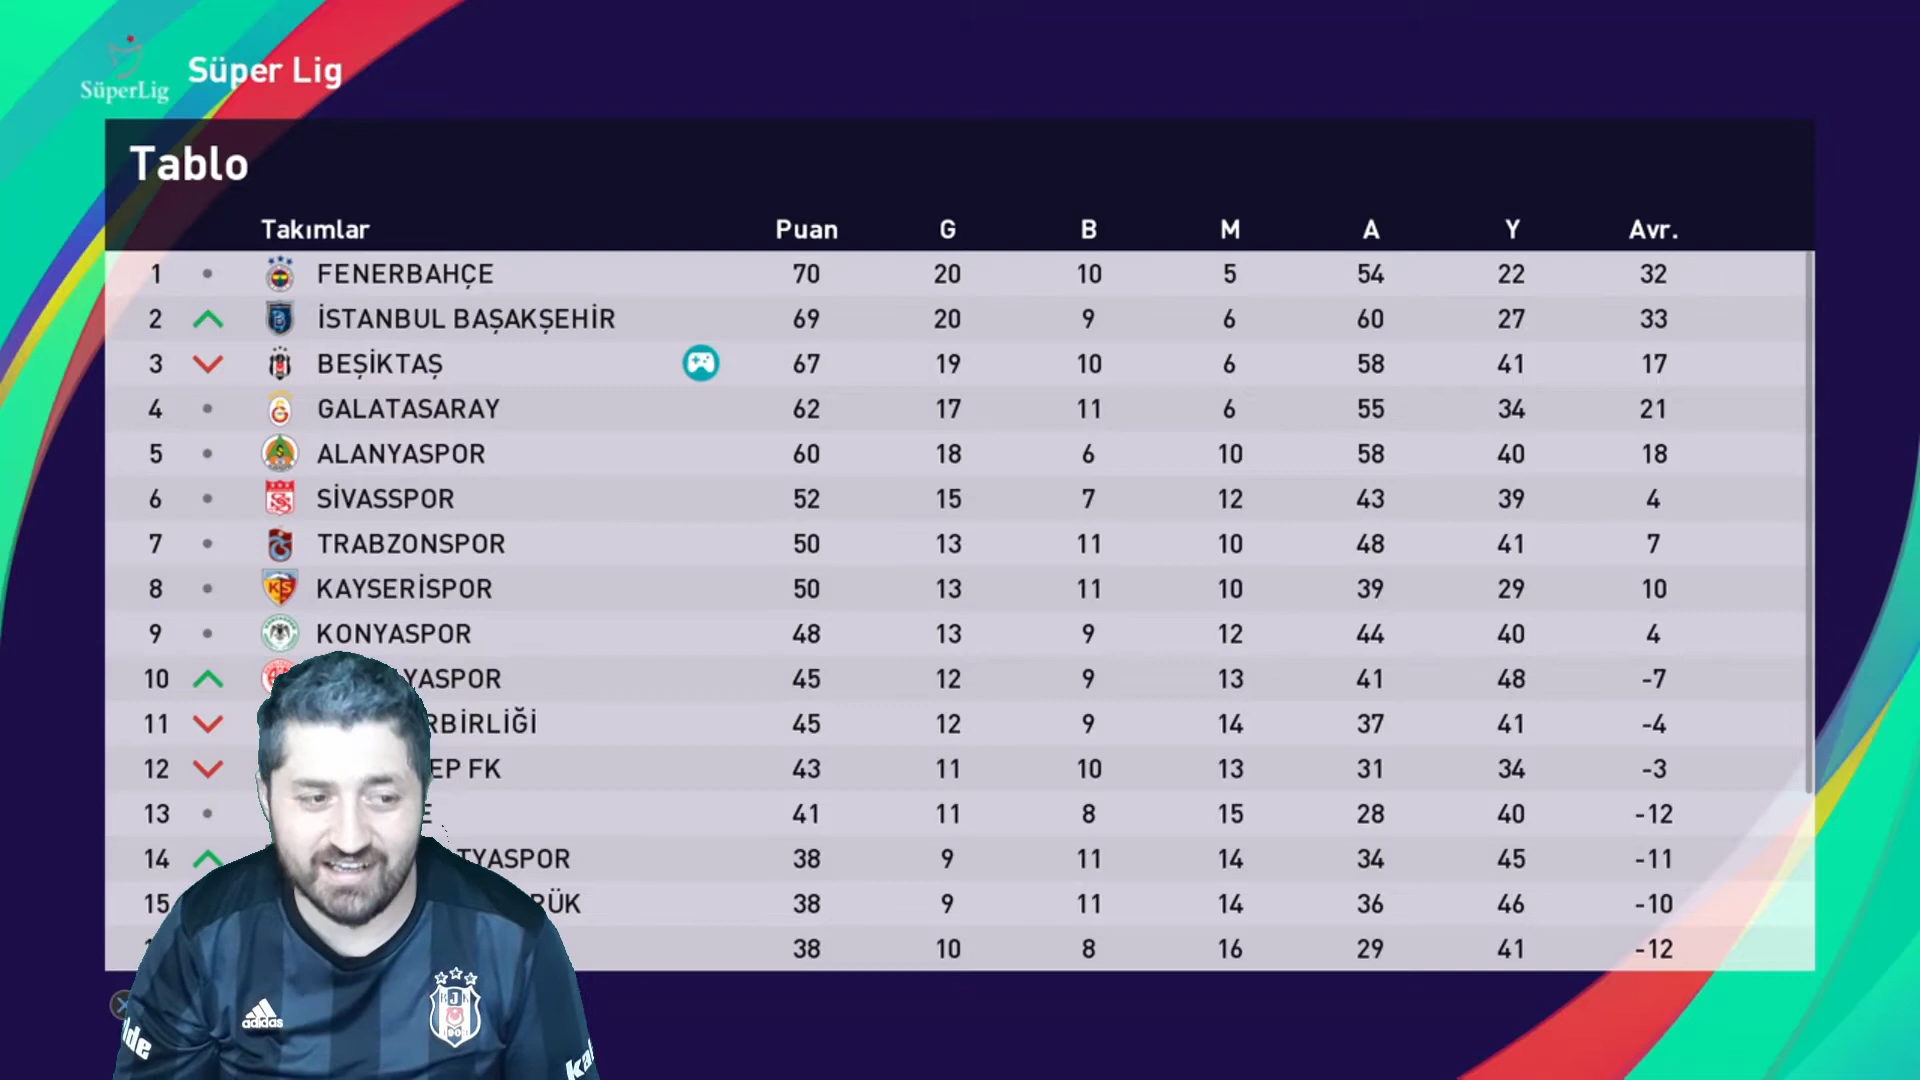 SüperLig
Süper Lig
Tablo
Takımlar Puan G B M A Y Avr.
1 FENERBAHÇE 70 20 10 5 54 22 32
2 İSTANBUL BAŞAKŞEHİR 69 20 9 6 60 27 33
3 BEŞİKTAŞ 67 19 10 6 58 41 17
4 GALATASARAY 62 17 11 6 55 34 21
5 ALANYASPOR 60 18 6 10 58 40 18
6 SİVASSPOR 52 15 7 12 43 39 4
7 TRABZONSPOR 50 13 11 10 48 41 7
8 KAYSERİSPOR 50 13 11 10 39 29 10
9 KONYASPOR 48 13 9 12 44 40 4
10 YASPOR 45 12 9 13 41 48 -7
11 RBİRLİĞİ 45 12 9 14 37 41 -4
12 EP FK 43 11 10 13 31 34 -3
13 E 41 11 8 15 28 40 -12
14 TYASPOR 38 9 11 14 34 45 -11
15 RÜK 38 9 11 14 36 46 -10
38 10 8 16 29 41 -12
adidas
BJK